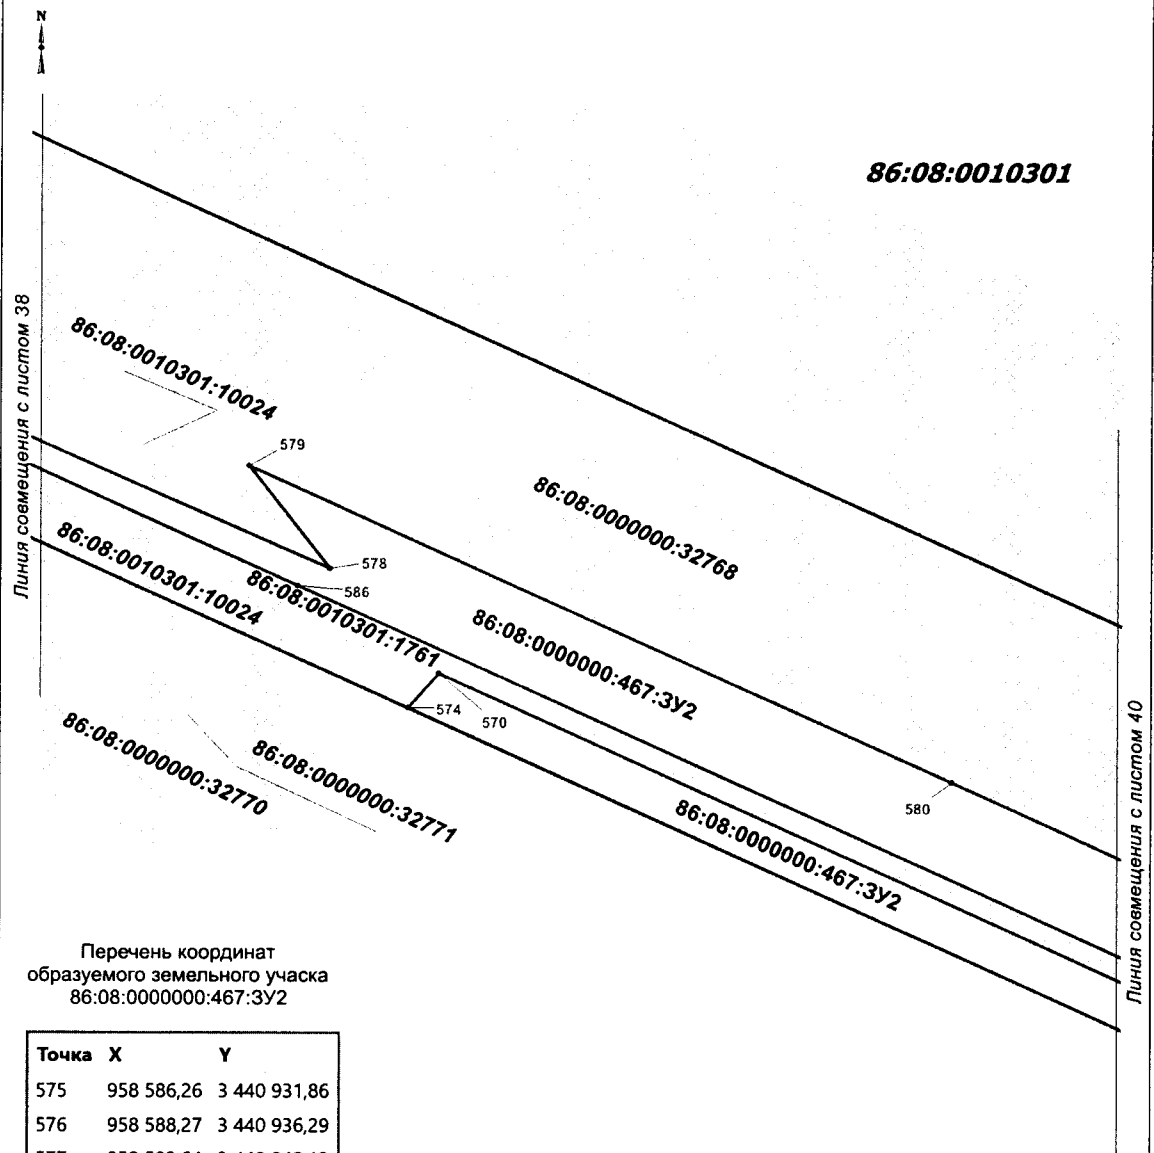 N
86:08:0010301
Линия совмещения с листом 38
86:08:0010301:10024
579
86:08:0000000:32768
578
86:08:0010301:10024
586
86:08:0010301:1761
86:08:0000000:467:ЗУ2
574
570
86:08:0000000:32770
86:08:0000000:32771
580
86:08:0000000:467:ЗУ2
Линия совмещения с листом 40
Перечень координат
образуемого земельного учаска
86:08:0000000:467:ЗУ2
Точка X Y
575 958 586,26 3 440 931,86
576 958 588,27 3 440 936,29